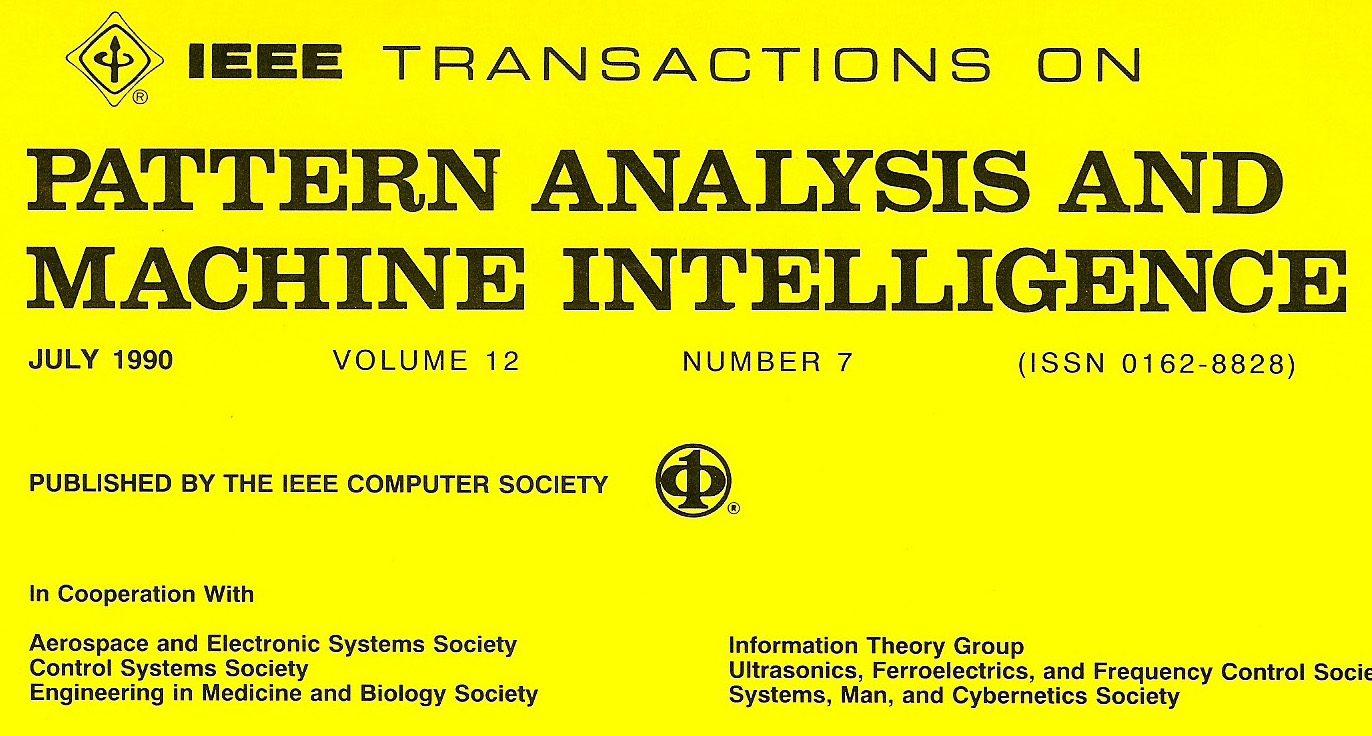 IEEE TRANSACTIONS ON
PATTERN ANALYSIS AND
MACHINE INTELLIGENCE
JULY 1990 VOLUME 12 NUMBER 7 (ISSN 0162-8828)
PUBLISHED BY THE IEEE COMPUTER SOCIETY
In Cooperation With
Aerospace and Electronic Systems Society
Control Systems Society
Engineering in Medicine and Biology Society
Information Theory Group
Ultrasonics, Ferroelectrics, and Frequency Control Socie
Systems, Man, and Cybernetics Society